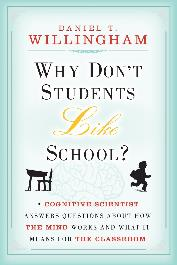 DANIEL T.
WILLINGHAM
WHY DON'T
STUDENTS
Like
SCHOOL?
A COGNITIVE SCIENTIST
ANSWERS QUESTIONS ABOUT HOW
THE MIND WORKS AND WHAT IT
MEANS FOR THE CLASSROOM